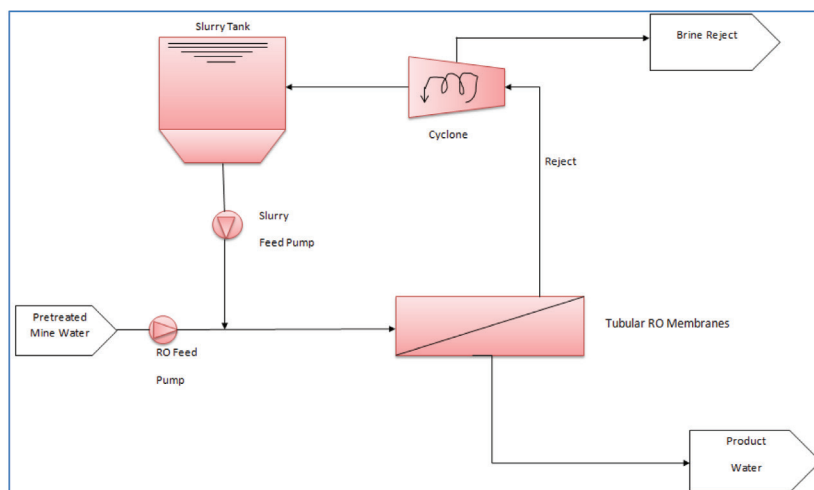 Slurry Tank
Brine Reject
Cyclone
Reject
Slurry
Feed Pump
Pretreated
Mine Water
RO Feed
Pump
Tubular RO Membranes
Product
Water